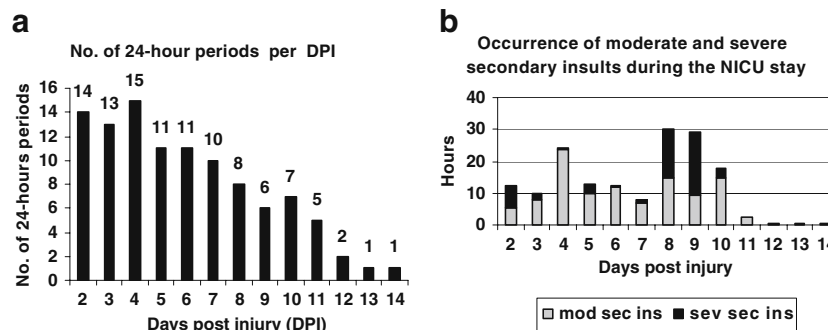 a
No. of 24-hour periods per DPI
No. of 24-hours periods
16
14
12
10
8
6
4
2
0
14
13
15
11
11
10
8
6
7
5
2
1
1
2 3 4 5 6 7 8 9 10 11 12 13 14
Days post injury (DPI)
b
Occurrence of moderate and severe
secondary insults during the NICU stay
Hours
40
30
20
10
0
2 3 4 5 6 7 8 9 10 11 12 13 14
Days post injury
mod sec ins sev sec ins